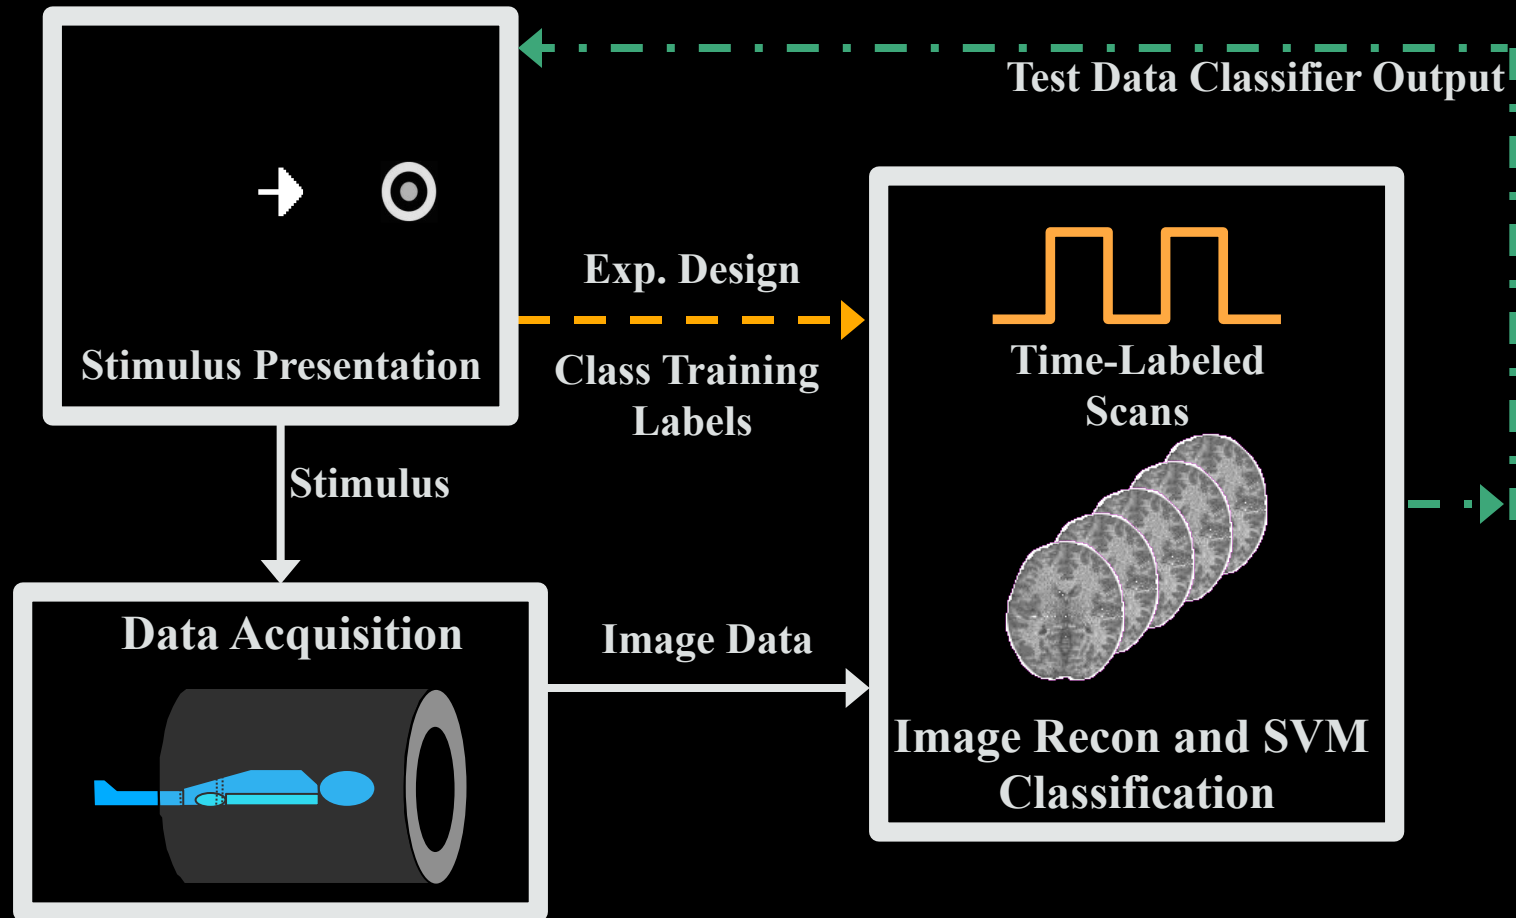 Test Data Classifier Output
Stimulus Presentation
Exp. Design
Class Training
Labels
Stimulus
Time-Labeled
Scans
Data Acquisition
Image Data
Image Recon and SVM
Classification